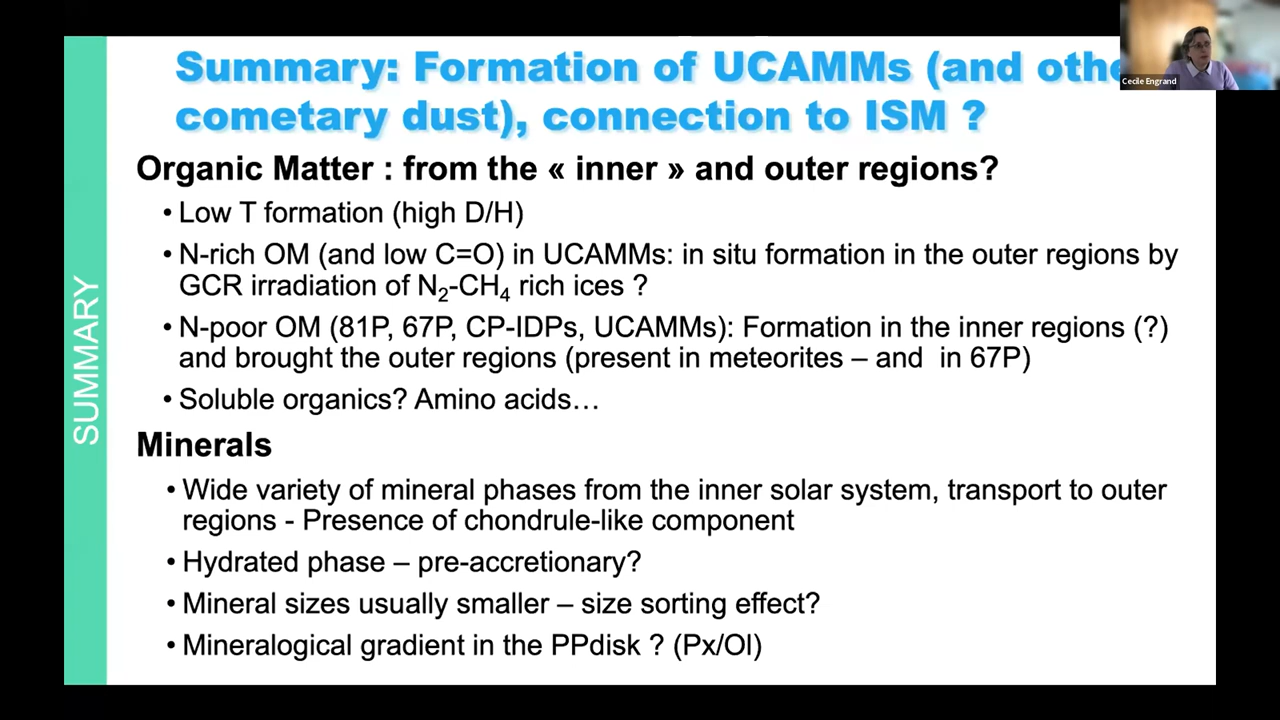 Summary: Formation of UCAMMs (and othe
cometary dust), connection to ISM ?
Cecile Engrand
SUMMARY
Organic Matter : from the « inner » and outer regions?
• Low T formation (high D/H)
• N-rich OM (and low C=O) in UCAMMs: in situ formation in the outer regions by
GCR irradiation of N₂-CH₄ rich ices ?
• N-poor OM (81P, 67P, CP-IDPs, UCAMMs): Formation in the inner regions (?)
and brought the outer regions (present in meteorites – and in 67P)
• Soluble organics? Amino acids…
Minerals
• Wide variety of mineral phases from the inner solar system, transport to outer
regions - Presence of chondrule-like component
• Hydrated phase – pre-accretionary?
• Mineral sizes usually smaller – size sorting effect?
• Mineralogical gradient in the PPdisk ? (Px/Ol)